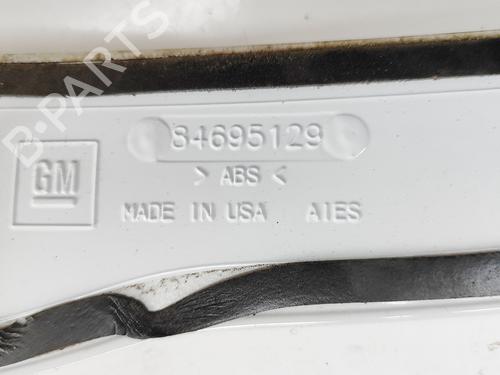 B-PARTS
84695129
GM
> ABS <
MADE IN USA AIES